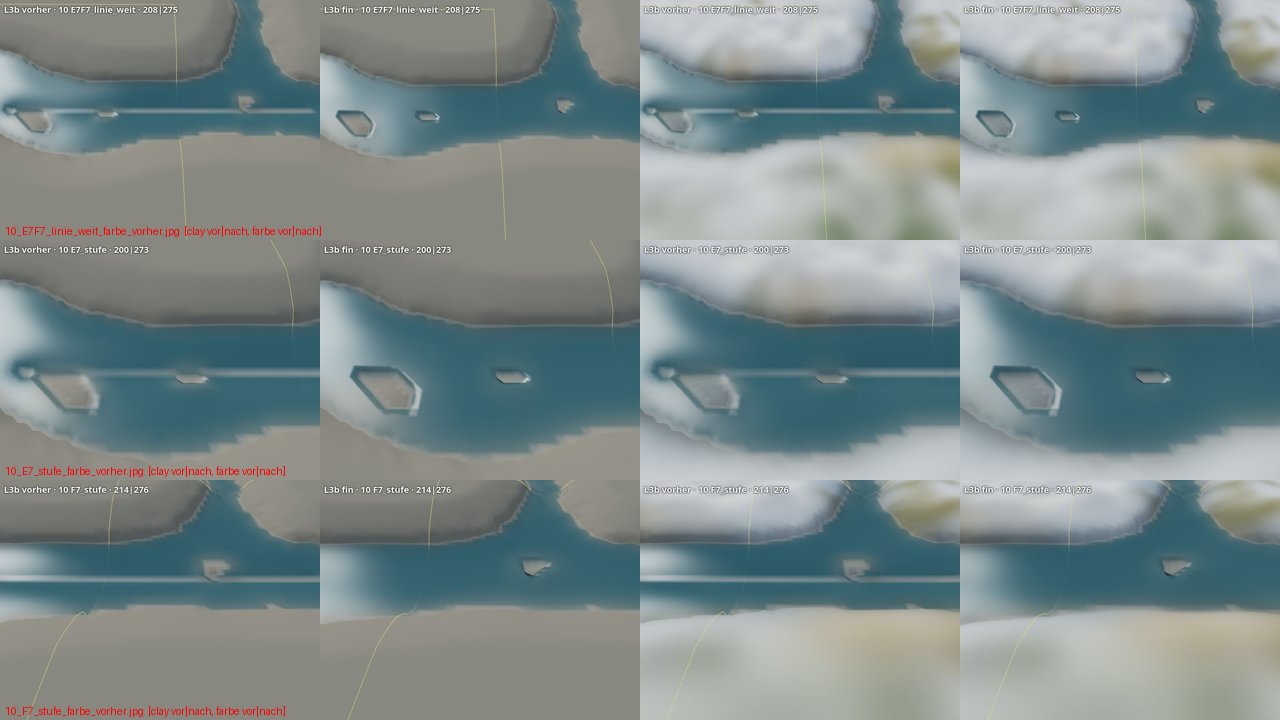 L3b vorher · 10 E7F7_linie_weit · 208|275
L3b fin · 10 E7F7_linie_weit · 208|275
L3b vorher · 10 E7F7_linie_weit · 208|275
L3b fin · 10 E7F7_linie_weit · 208|275
10_E7F7_linie_weit_farbe_vorher.jpg [clay vor|nach, farbe vor|nach]
L3b vorher · 10 E7_stufe · 200|273
L3b fin · 10 E7_stufe · 200|273
L3b vorher · 10 E7_stufe · 200|273
L3b fin · 10 E7_stufe · 200|273
10_E7_stufe_farbe_vorher.jpg [clay vor|nach, farbe vor|nach]
L3b vorher · 10 F7_stufe · 214|276
L3b fin · 10 F7_stufe · 214|276
L3b vorher · 10 F7_stufe · 214|276
L3b fin · 10 F7_stufe · 214|276
10_F7_stufe_farbe_vorher.jpg [clay vor|nach, farbe vor|nach]